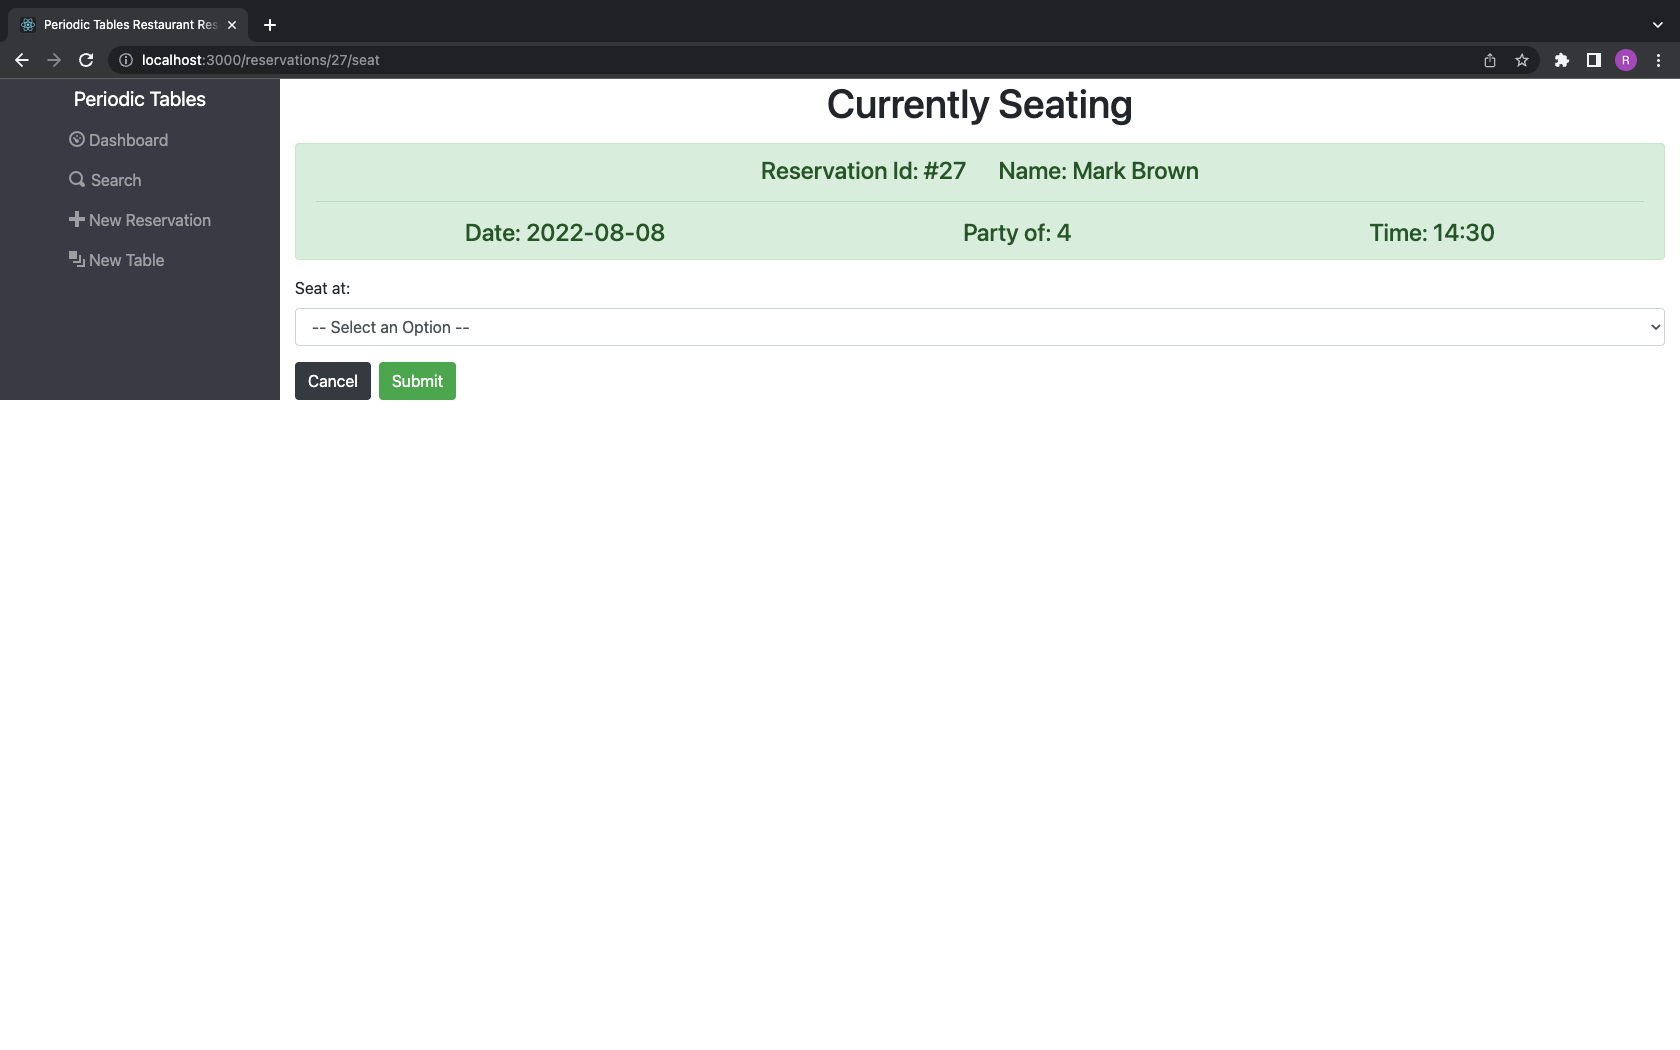 Periodic Tables Restaurant Res
localhost:3000/reservations/27/seat
R
Periodic Tables
Dashboard
Search
New Reservation
New Table
Currently Seating
Reservation Id: #27 Name: Mark Brown
Date: 2022-08-08 Party of: 4 Time: 14:30
Seat at:
-- Select an Option --
Cancel Submit